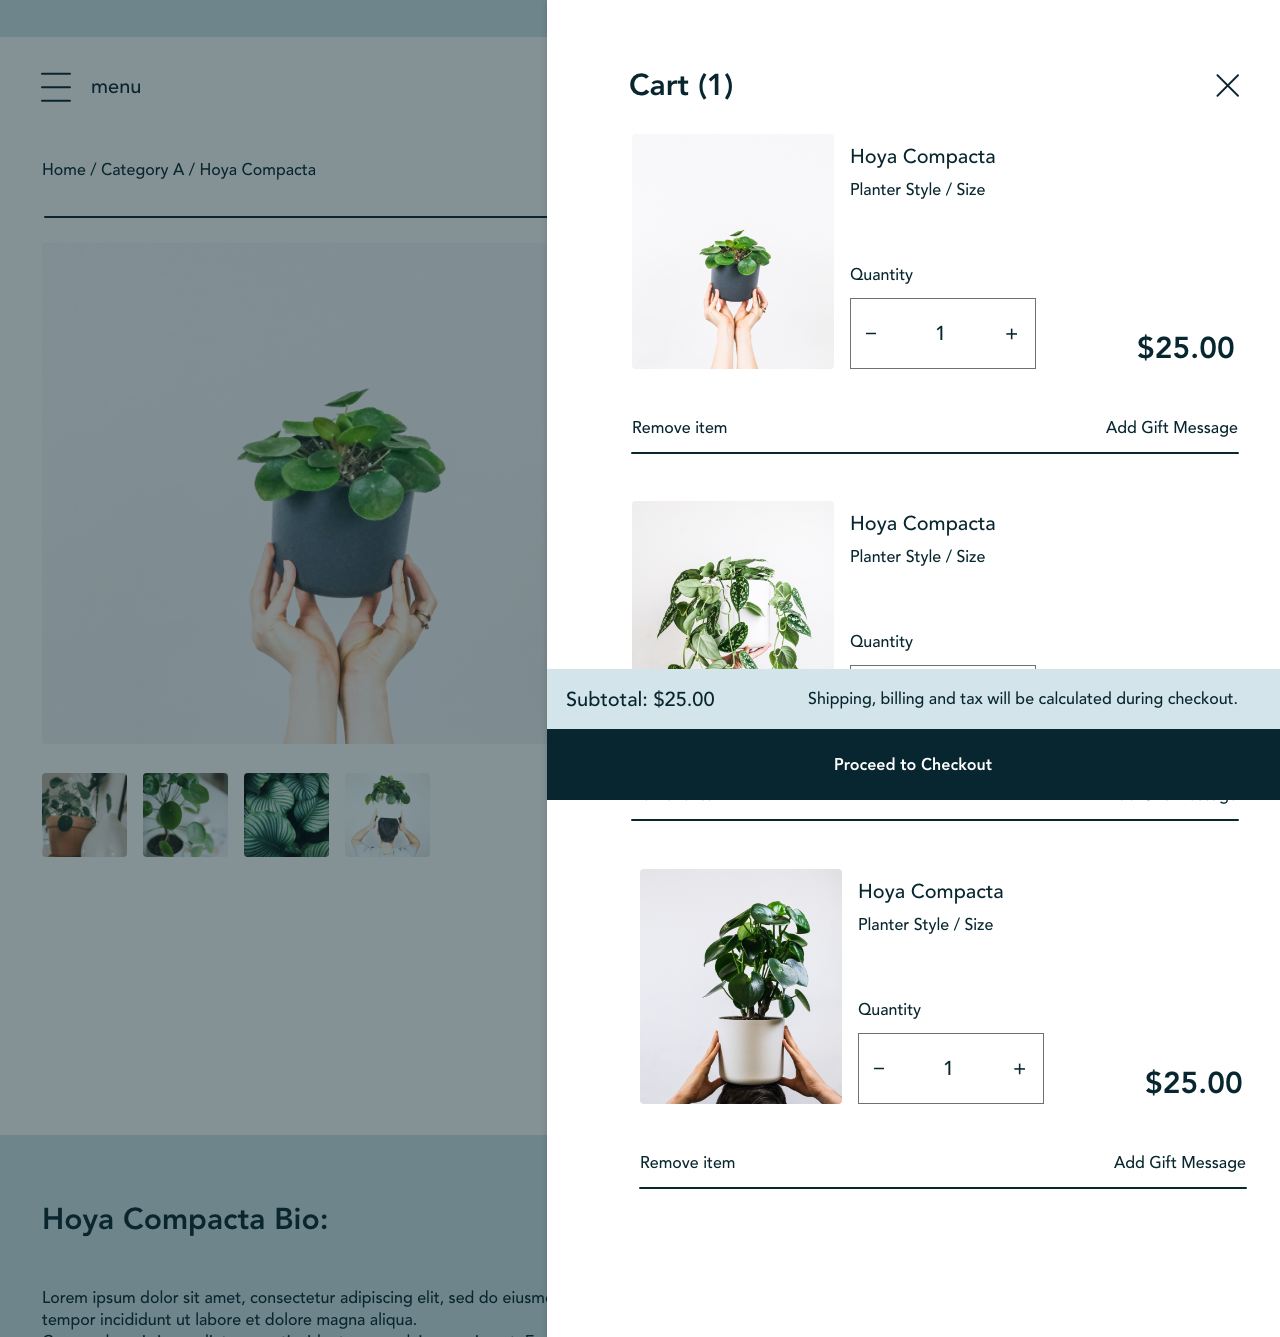 menu
Home / Category A / Hoya Compacta
Cart (1)
Hoya Compacta
Planter Style / Size
Quantity
− 1 +
$25.00
Remove item
Add Gift Message
Hoya Compacta
Planter Style / Size
Quantity
Subtotal: $25.00
Shipping, billing and tax will be calculated during checkout.
Proceed to Checkout
Hoya Compacta
Planter Style / Size
Quantity
− 1 +
$25.00
Remove item
Add Gift Message
Hoya Compacta Bio:
Lorem ipsum dolor sit amet, consectetur adipiscing elit, sed do
tempor incididunt ut labore et dolore magna aliqua.